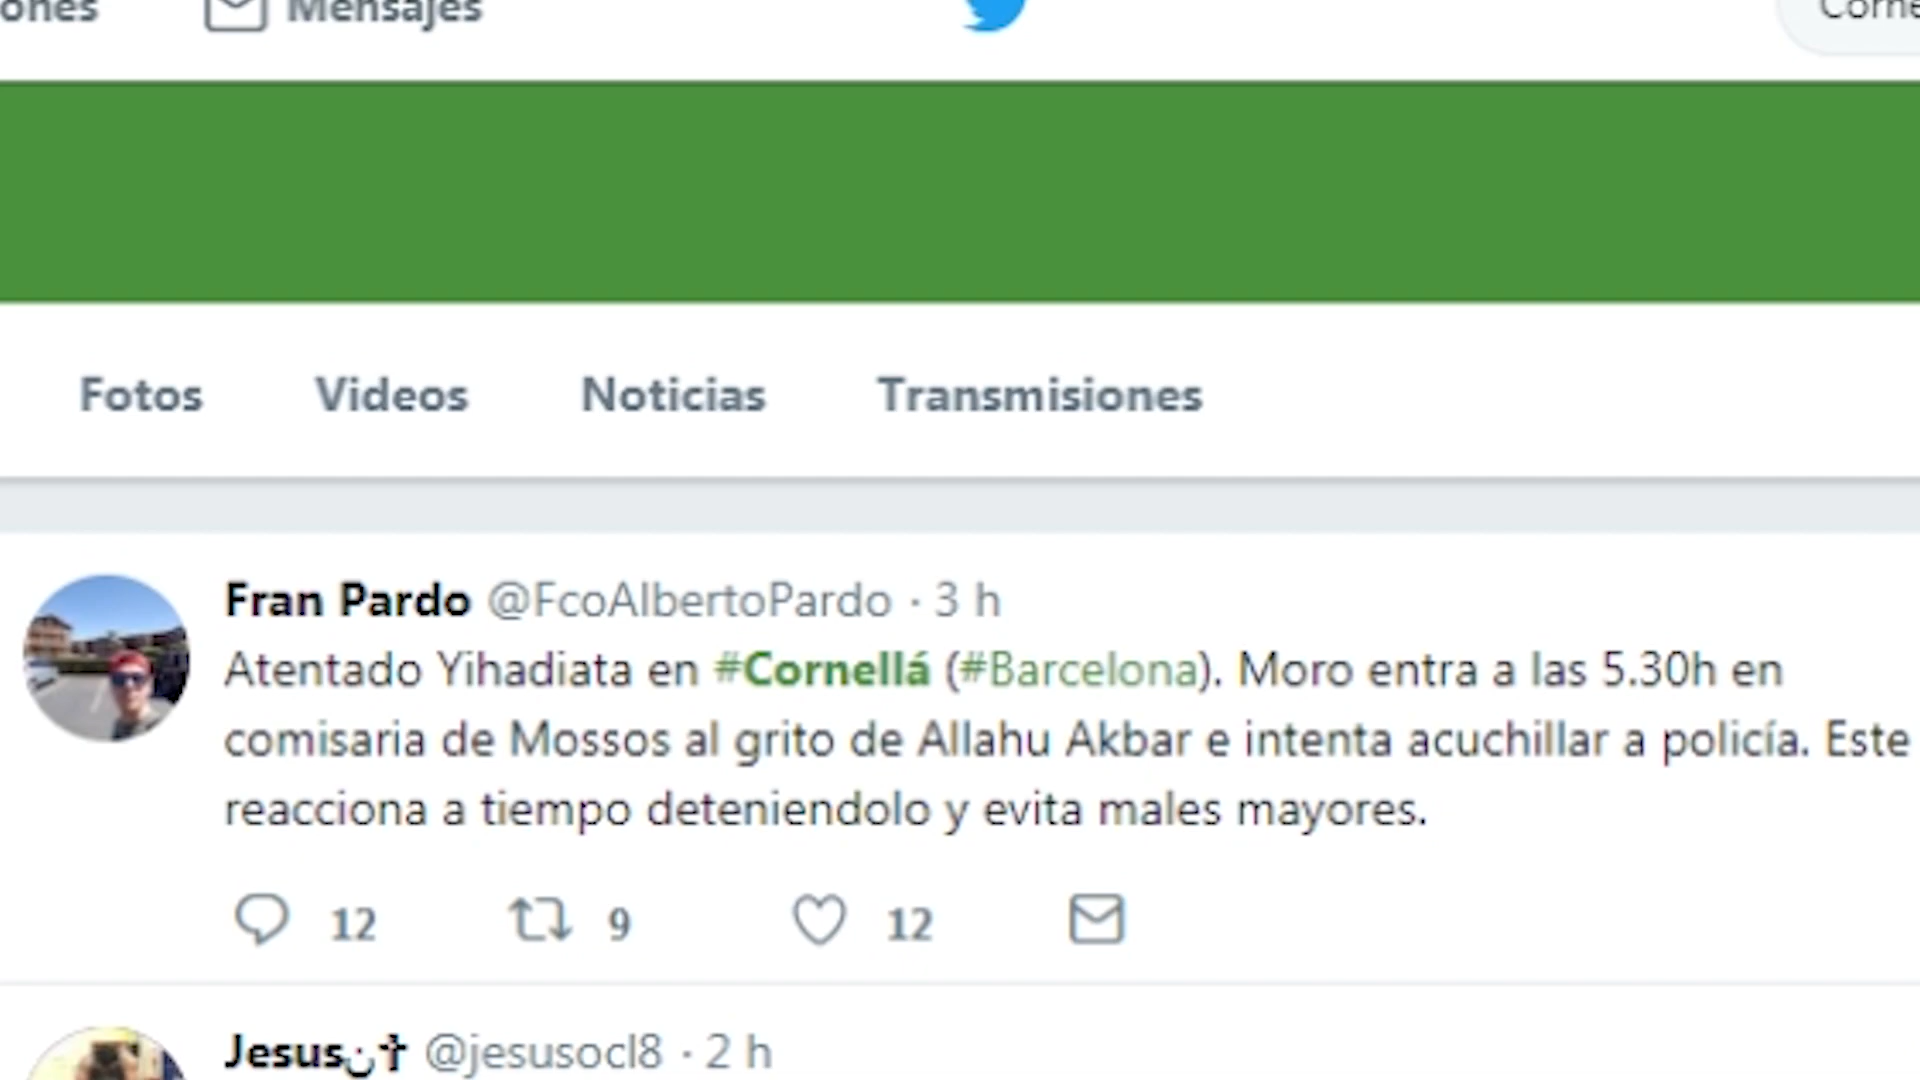 ones Mensajes Corne
Fotos Videos Noticias Transmisiones
Fran Pardo @FcoAlbertoPardo · 3 h
Atentado Yihadiata en #Cornellá (#Barcelona). Moro entra a las 5.30h en
comisaria de Mossos al grito de Allahu Akbar e intenta acuchillar a policía. Este
reacciona a tiempo deteniendolo y evita males mayores.
12 9 12
Jesusن✝ @jesusocl8 · 2 h